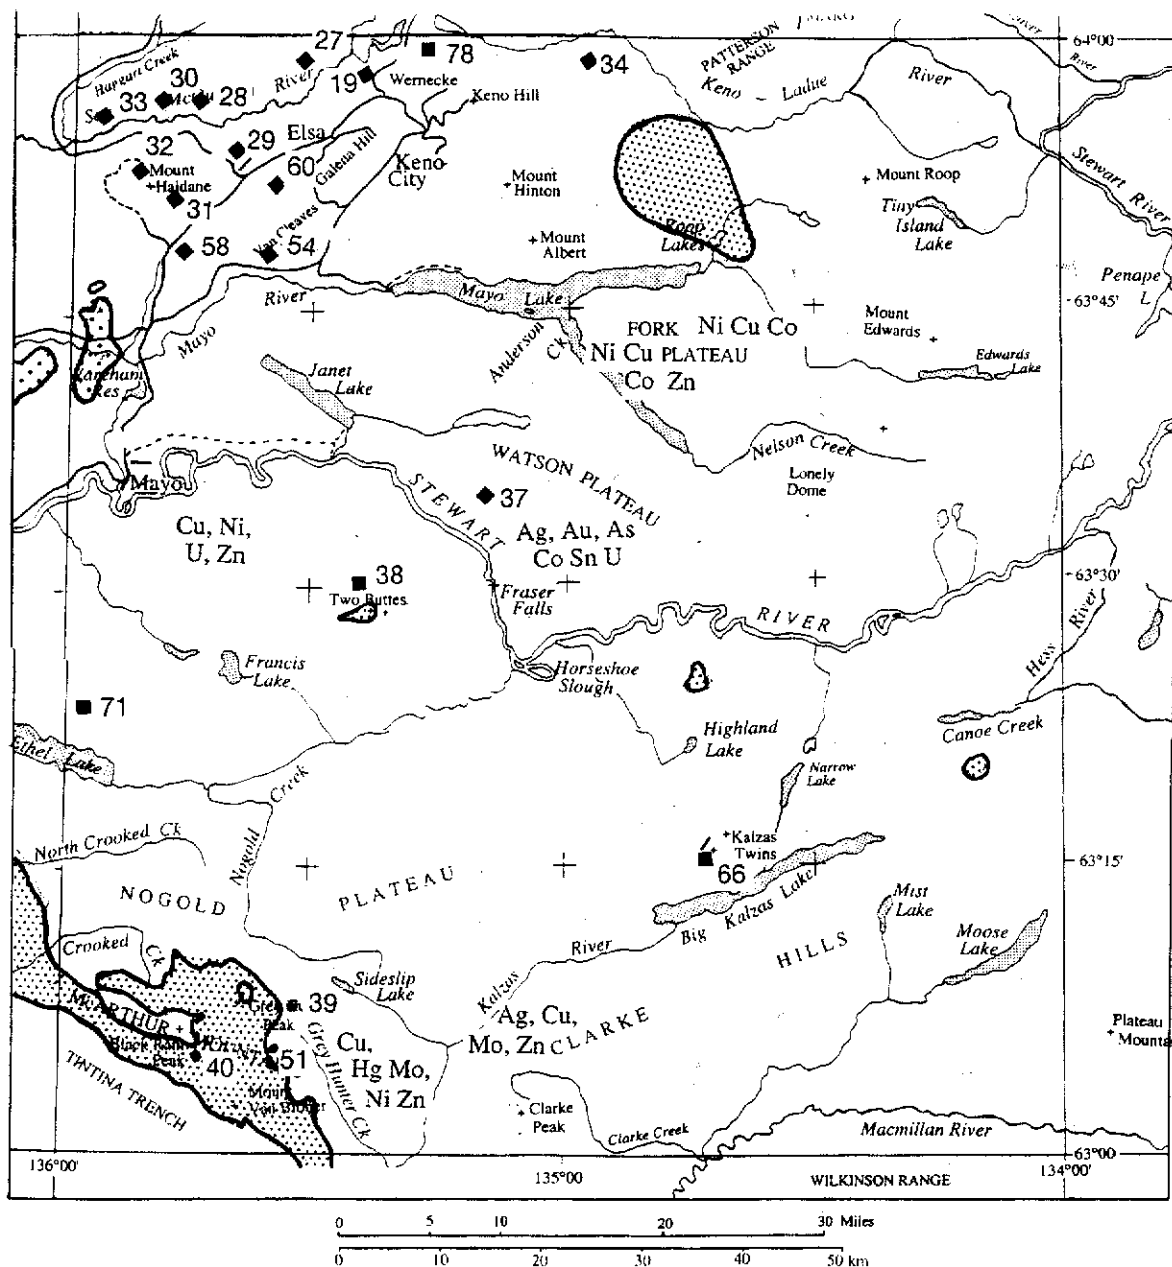 27
78
34
PATTERSON
RANGE
64°00
River
Haggart Creek
30
River
19
Wernecke
Keno
Ladue
River
33
28
Keno Hill
29
Elsa
32
60
Galena Hill
Keno
City
Mount
Haldane
Mount
Hinton
Mount Roop
Stewart River
31
Tiny
Island
Lake
58
Van Cleaves
54
Mount
Albert
Roop
Lakes
Penape
L
River
Mayo Lake
63°45'
Mayo
Anderson
Ck
FORK
Ni Cu Co
Mount
Edwards
Ni Cu PLATEAU
Co Zn
Edwards
Lake
Janet
Lake
Nelson Creek
WATSON PLATEAU
Lonely
Dome
Mayo
STEWART
37
Cu, Ni,
U, Zn
Ag, Au, As
Co Sn U
38
Two Buttes
Fraser
Falls
63°30'
RIVER
Hess River
Francis
Lake
Horseshoe
Slough
71
Highland
Lake
Canoe Creek
Ethel Lake
Narrow
Lake
Nogold Creek
North Crooked Ck
Kalzas
Twins
66
63°15'
NOGOLD
PLATEAU
Big Kalzas Lake
Mist
Lake
Crooked
Ck
Kalzas River
HILLS
Moose
Lake
Sideslip
Lake
39
Peak
McARTHUR
Ag, Cu,
Mo, Zn
CLARKE
Plateau
Mounta
Peak
40
51
Cu,
Hg Mo,
Ni Zn
TINTINA TRENCH
Mount
Grey Hunter Ck
Clarke
Peak
Clarke Creek
Macmillan River
63°00
136°00'
135°00
134°00'
WILKINSON RANGE
0 5 10 20 30 Miles
0 10 20 30 40 50 km